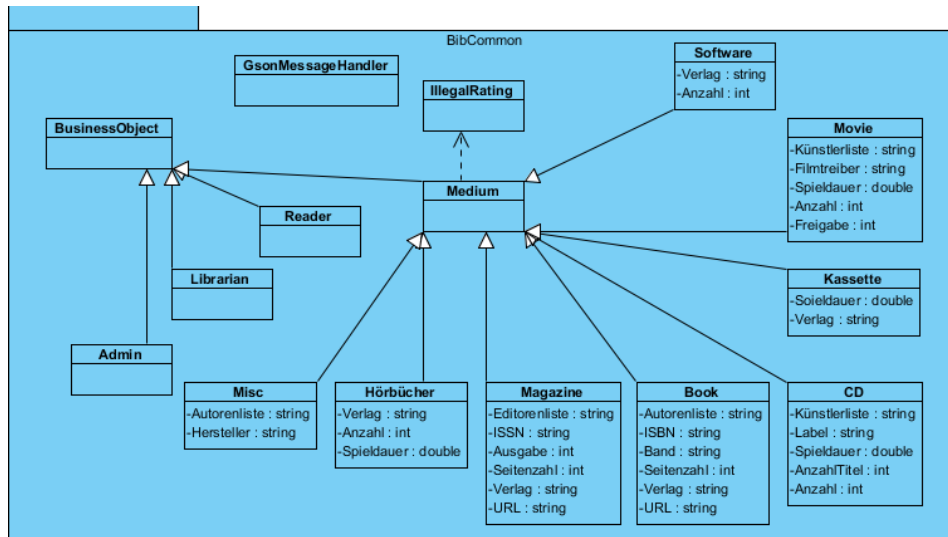 BibCommon
GsonMessageHandler
IllegalRating
Software
-Verlag : string
-Anzahl : int
BusinessObject
Movie
-Künstlerliste : string
-Filmtreiber : string
-Spieldauer : double
-Anzahl : int
-Freigabe : int
Medium
Reader
Librarian
Kassette
-Soieldauer : double
-Verlag : string
Admin
Misc
-Autorenliste : string
-Hersteller : string
Hörbücher
-Verlag : string
-Anzahl : int
-Spieldauer : double
Magazine
-Editorenliste : string
-ISSN : string
-Ausgabe : int
-Seitenzahl : int
-Verlag : string
-URL : string
Book
-Autorenliste : string
-ISBN : string
-Band : string
-Seitenzahl : int
-Verlag : string
-URL : string
CD
-Künstlerliste : string
-Label : string
-Spieldauer : double
-AnzahlTitel : int
-Anzahl : int